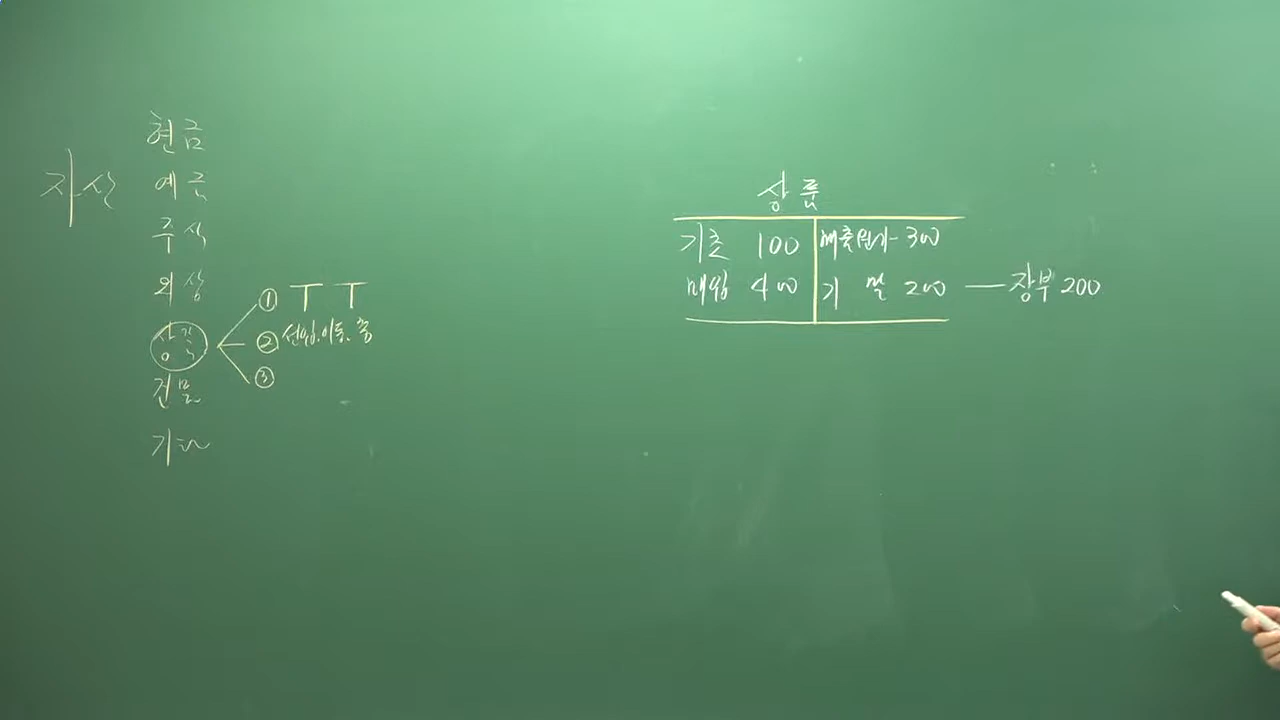 자산
현금
예금
주식
외상
상각
건물
기타
① T T
② 선입.이동.총
③
상품
기초 100 매출원가 300
매입 400 기 말 200 — 장부 200